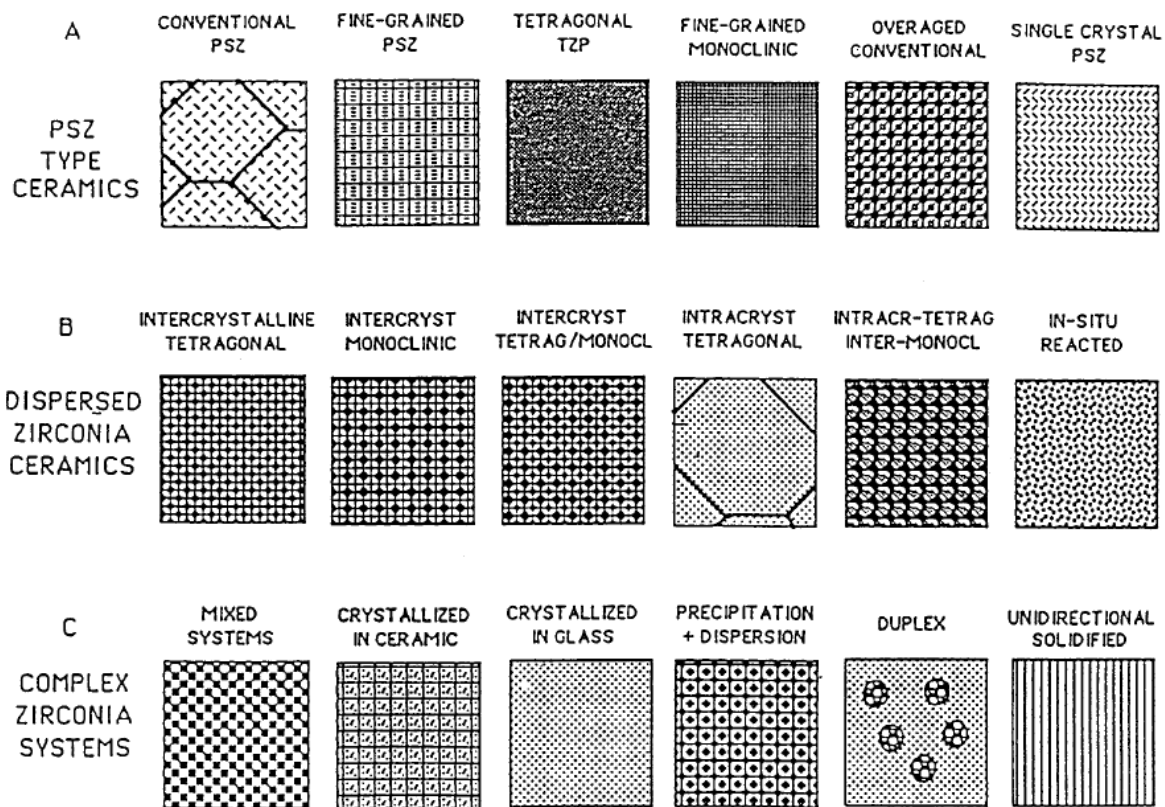 A
CONVENTIONAL
PSZ
FINE-GRAINED
PSZ
TETRAGONAL
TZP
FINE-GRAINED
MONOCLINIC
OVERAGED
CONVENTIONAL
SINGLE CRYSTAL
PSZ
PSZ
TYPE
CERAMICS
B
INTERCRYSTALLINE
TETRAGONAL
INTERCRYST
MONOCLINIC
INTERCRYST
TETRAG/MONOCL
INTRACRYST
TETRAGONAL
INTRACR-TETRAG
INTER-MONOCL
IN-SITU
REACTED
DISPERSED
ZIRCONIA
CERAMICS
C
MIXED
SYSTEMS
CRYSTALLIZED
IN CERAMIC
CRYSTALLIZED
IN GLASS
PRECIPITATION
+ DISPERSION
DUPLEX
UNIDIRECTIONAL
SOLIDIFIED
COMPLEX
ZIRCONIA
SYSTEMS